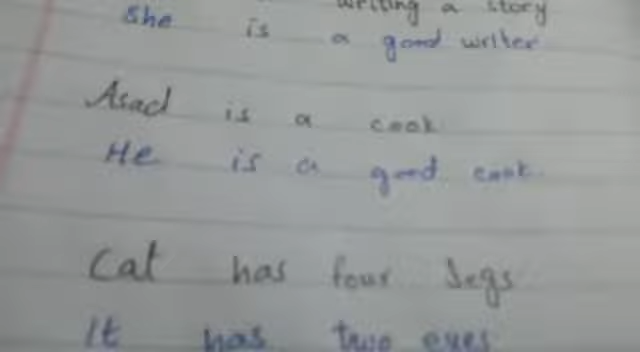 writing a story
She is a good writer
Asad is a cook
He is a good cook
Cat has four legs
It has two eyes